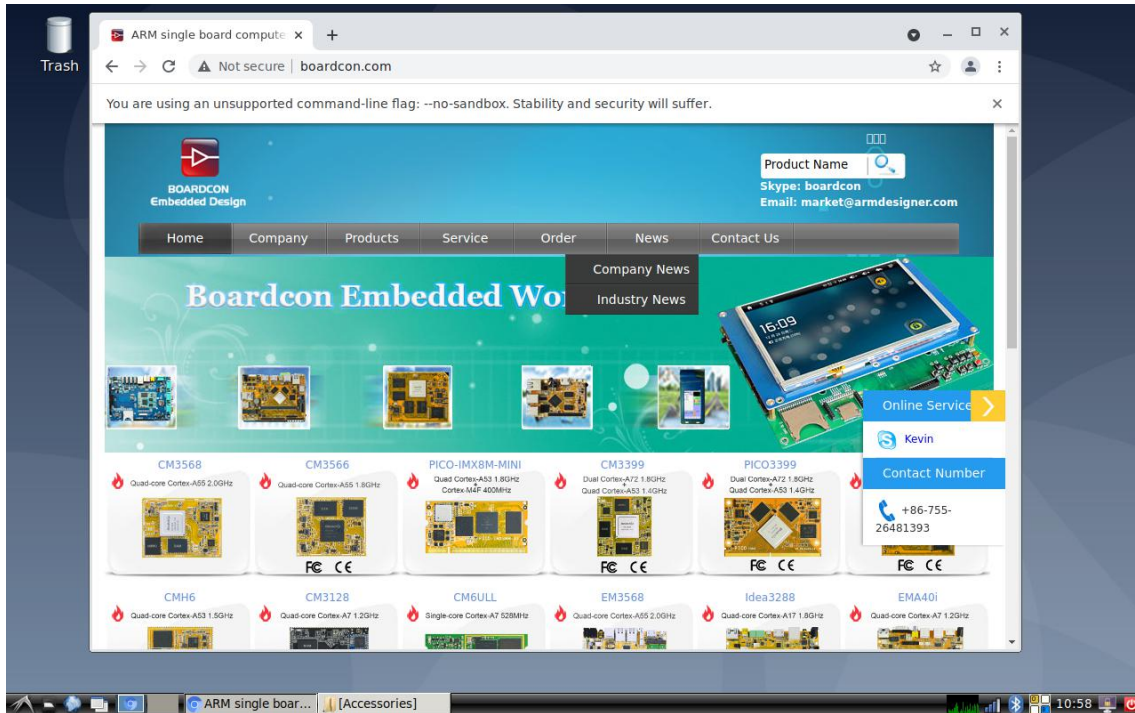 Trash
ARM single board compute
Not secure | boardcon.com
You are using an unsupported command-line flag: --no-sandbox. Stability and security will suffer.
BOARDCON
Embedded Design
Product Name
Skype: boardcon
Email: market@armdesigner.com
Home Company Products Service Order News Contact Us
Company News
Industry News
Boardcon Embedded Wo
16:09
Online Service
Kevin
Contact Number
+86-755-
26481393
CM3568 CM3566 PICO-IMX8M-MINI CM3399 PICO3399
Quad-core Cortex-A55 2.0GHz Quad-core Cortex-A55 1.8GHz Quad Cortex-A53 1.8GHz Dual Cortex-A72 1.8GHz Dual Cortex-A72 1.8GHz
+ + +
Cortex-M4F 400MHz Quad Cortex-A53 1.4GHz Quad Cortex-A53 1.4GHz
FC CE FC CE FC CE FC CE
CMH6 CM3128 CM6ULL EM3568 Idea3288 EMA40i
Quad-core Cortex-A53 1.5GHz Quad-core Cortex-A7 1.2GHz Single-core Cortex-A7 528MHz Quad-core Cortex-A55 2.0GHz Quad-core Cortex-A17 1.8GHz Quad-core Cortex-A7 1.2GHz
ARM single boar... [Accessories] 10:58